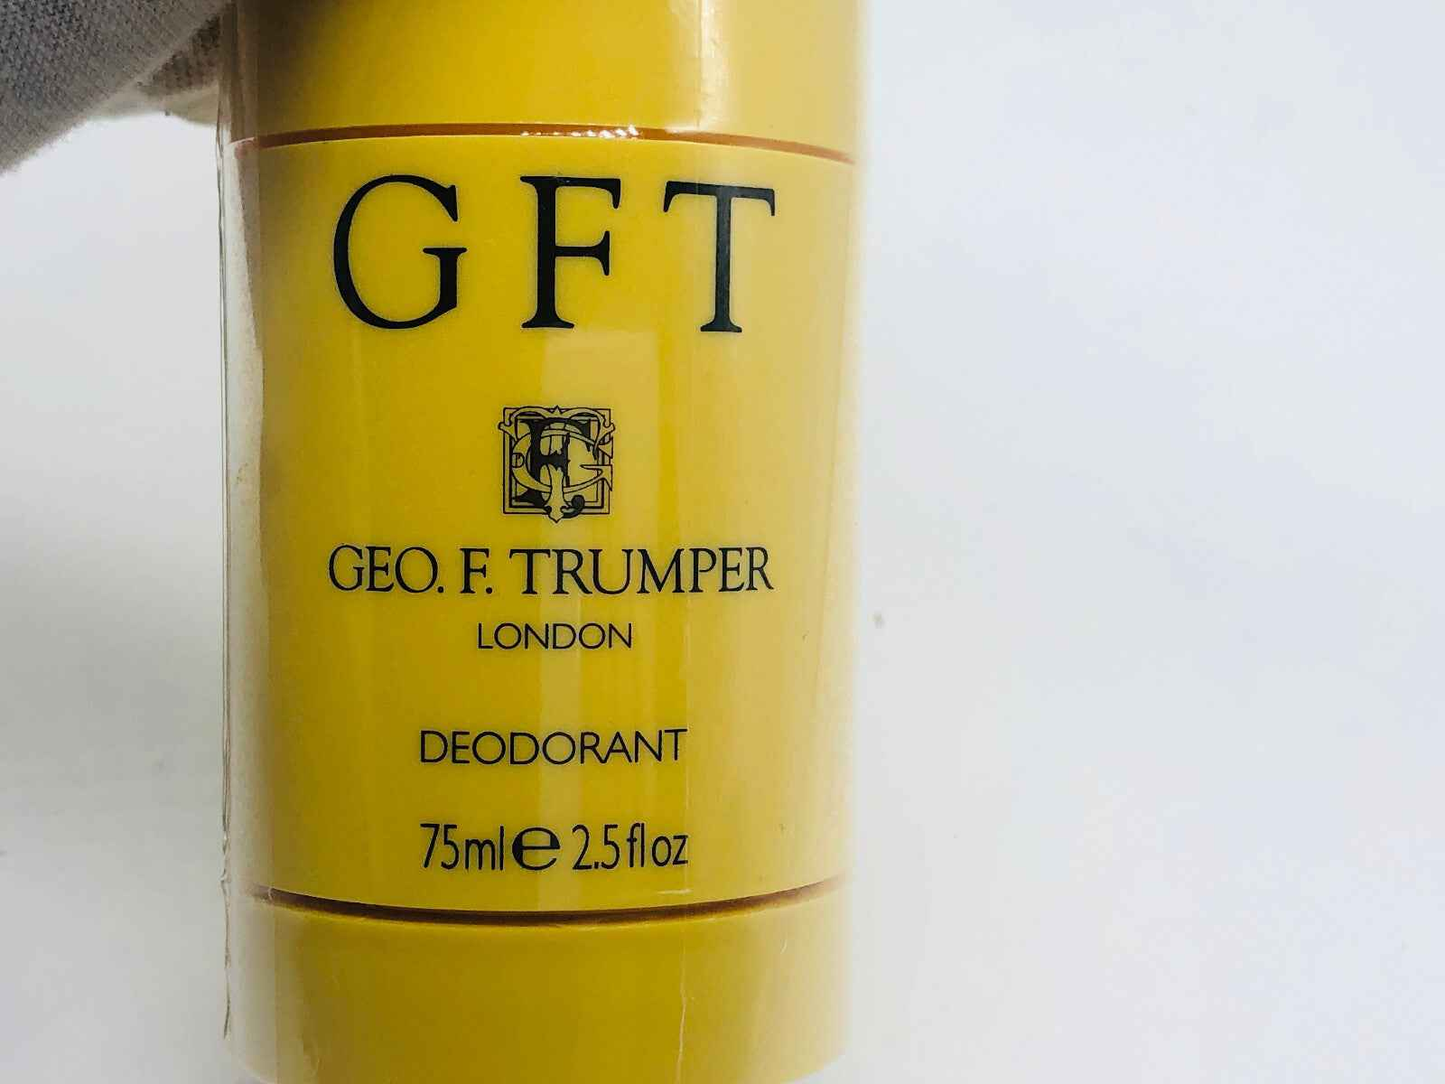 GFT
GEO. F. TRUMPER
LONDON
DEODORANT
75ml e 2.5 fl oz